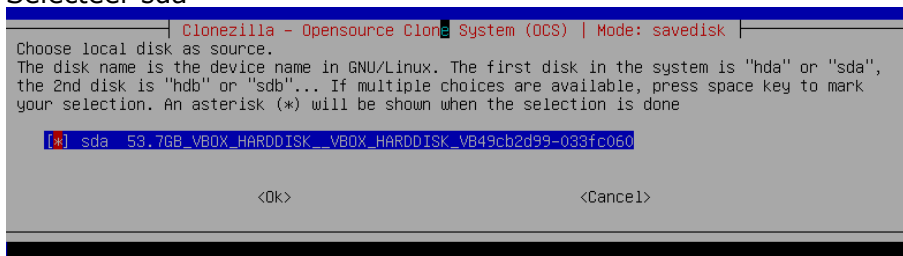 Selecteer sda
Clonezilla - Opensource Clone System (OCS) | Mode: savedisk
Choose local disk as source.
The disk name is the device name in GNU/Linux. The first disk in the system is "hda" or "sda",
the 2nd disk is "hdb" or "sdb"... If multiple choices are available, press space key to mark
your selection. An asterisk (*) will be shown when the selection is done
[*] sda 53.7GB_VBOX_HARDDISK__VBOX_HARDDISK_VB49cb2d99-033fc060
<Ok> <Cancel>